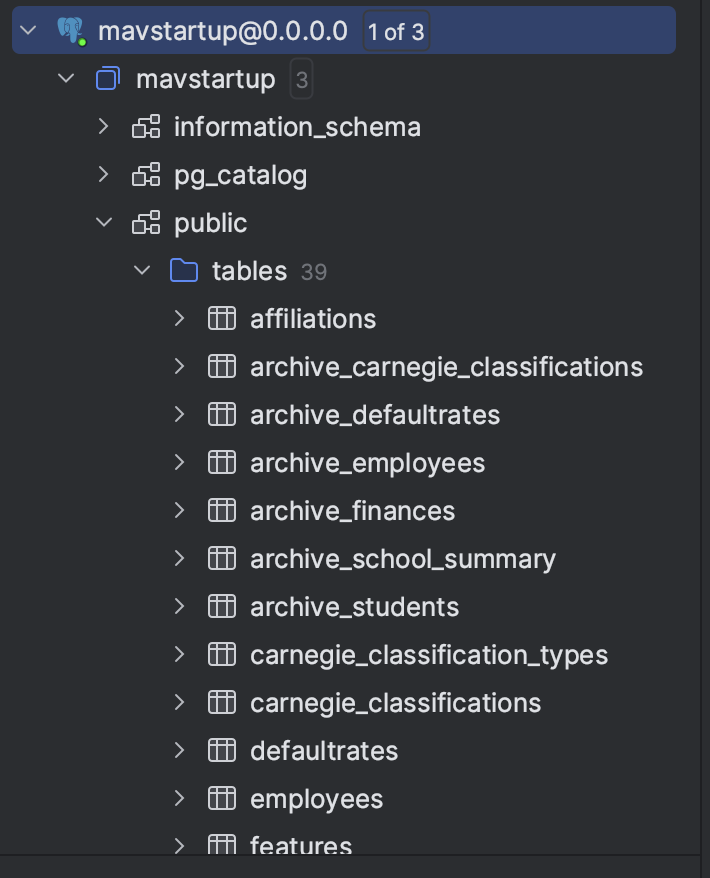 mavstartup@0.0.0.0 1 of 3
mavstartup 3
information_schema
pg_catalog
public
tables 39
affiliations
archive_carnegie_classifications
archive_defaultrates
archive_employees
archive_finances
archive_school_summary
archive_students
carnegie_classification_types
carnegie_classifications
defaultrates
employees
features